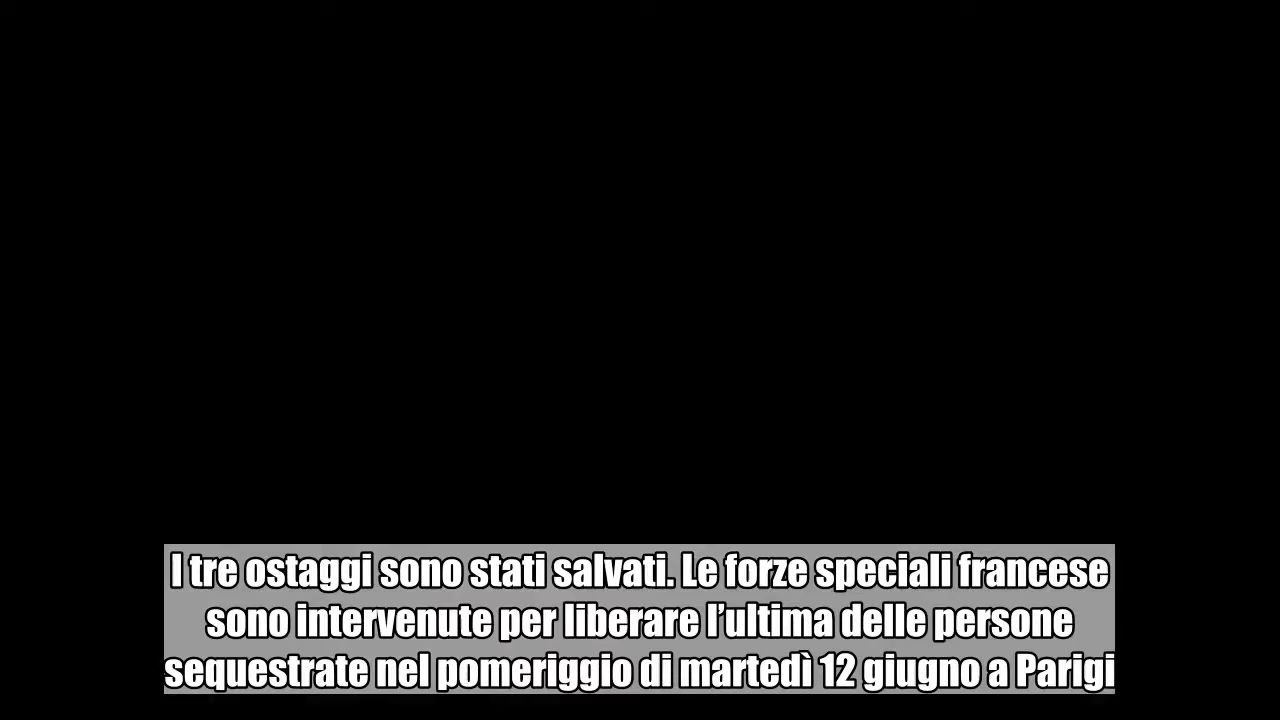 I tre ostaggi sono stati salvati. Le forze speciali francese
sono intervenute per liberare l’ultima delle persone
sequestrate nel pomeriggio di martedì 12 giugno a Parigi